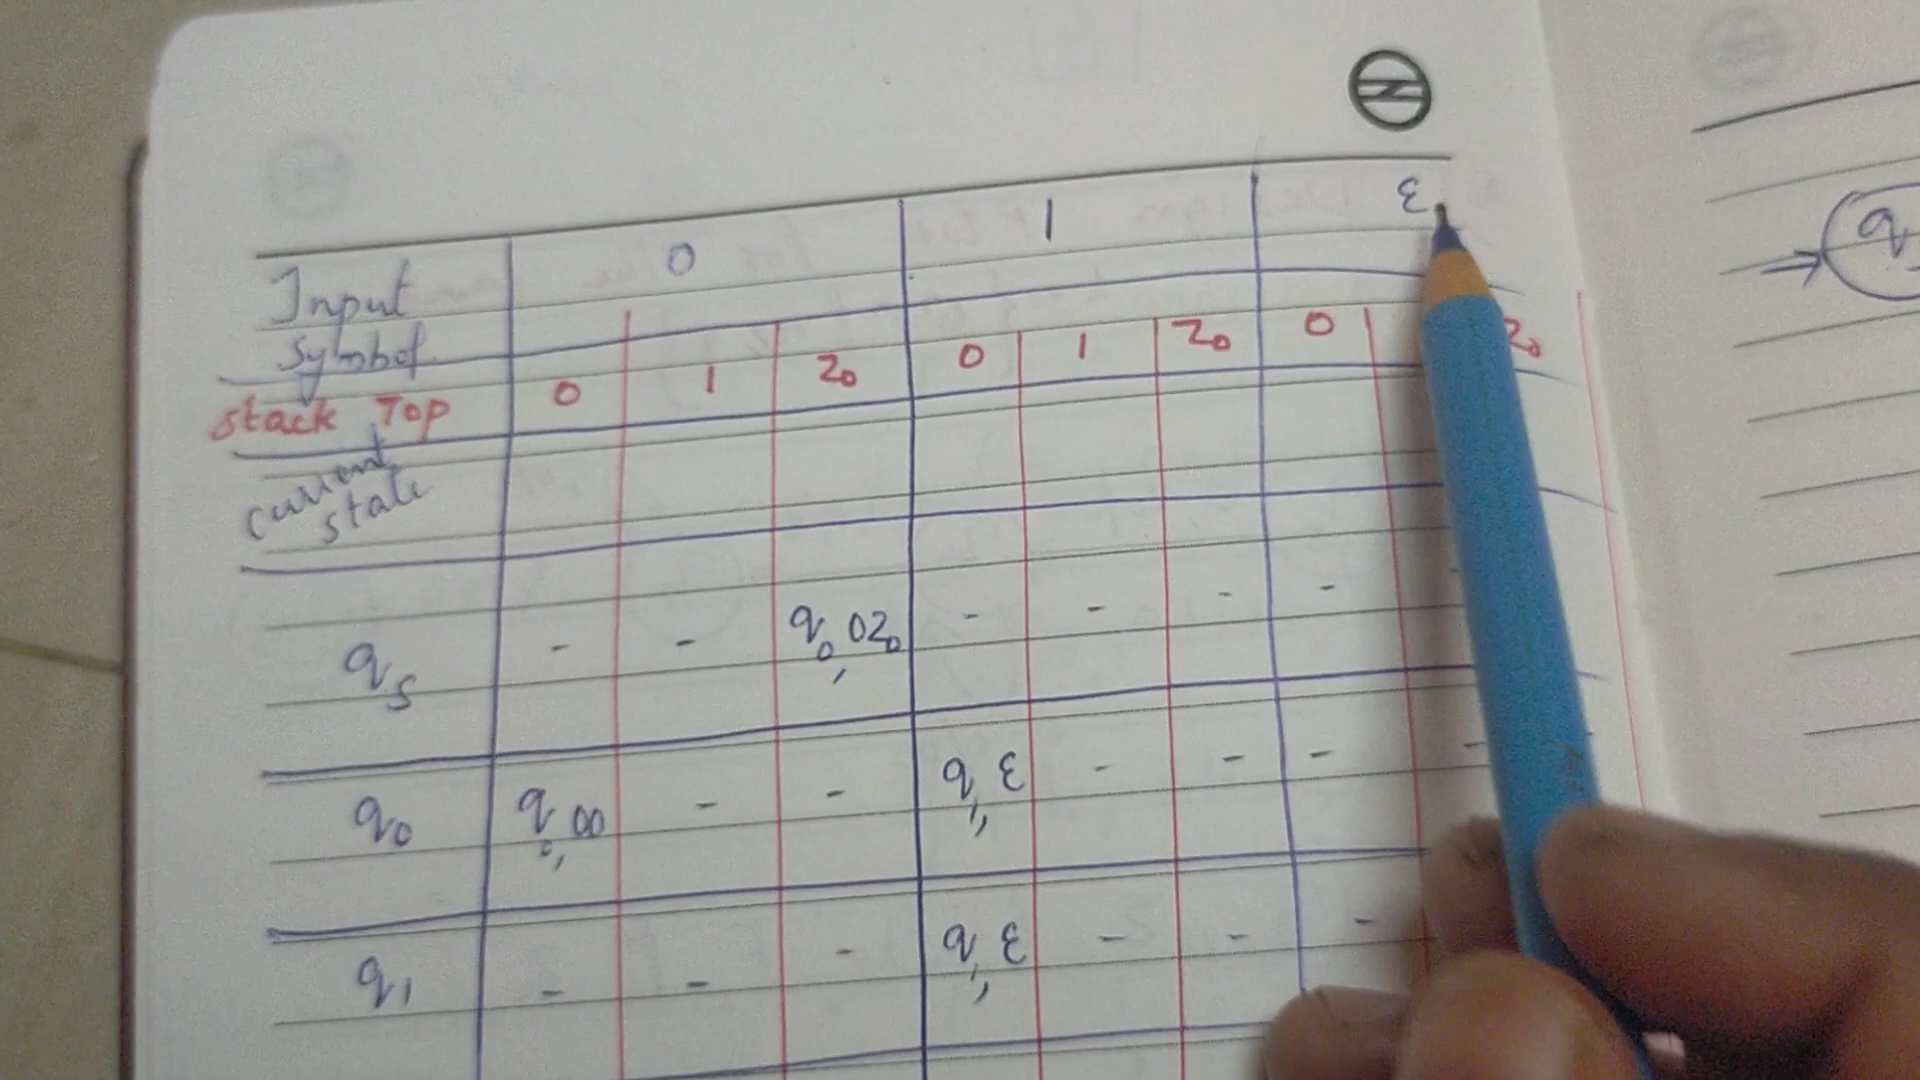 Input 0 1 ε
Symbol
Stack Top 0 1 Z₀ 0 1 Z₀ 0 Z₀
current
state
qₛ - - q₀, 0Z₀ - - - - -
q₀ q₀, 00 - - q₁, ε - - - -
q₁ - - - q₁, ε - - -
q